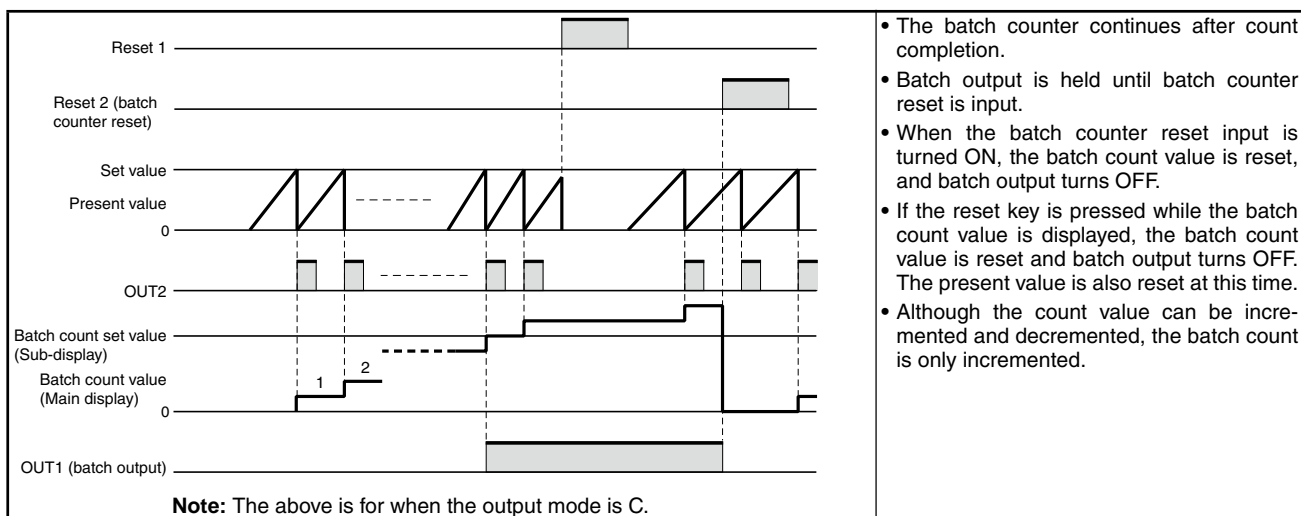 Reset 1
Reset 2 (batch
counter reset)
Set value
Present value
0
OUT2
Batch count set value
(Sub-display)
Batch count value
(Main display)
1
2
0
OUT1 (batch output)
Note: The above is for when the output mode is C.
• The batch counter continues after count
completion.
• Batch output is held until batch counter
reset is input.
• When the batch counter reset input is
turned ON, the batch count value is reset,
and batch output turns OFF.
• If the reset key is pressed while the batch
count value is displayed, the batch count
value is reset and batch output turns OFF.
The present value is also reset at this time.
• Although the count value can be incre-
mented and decremented, the batch count
is only incremented.